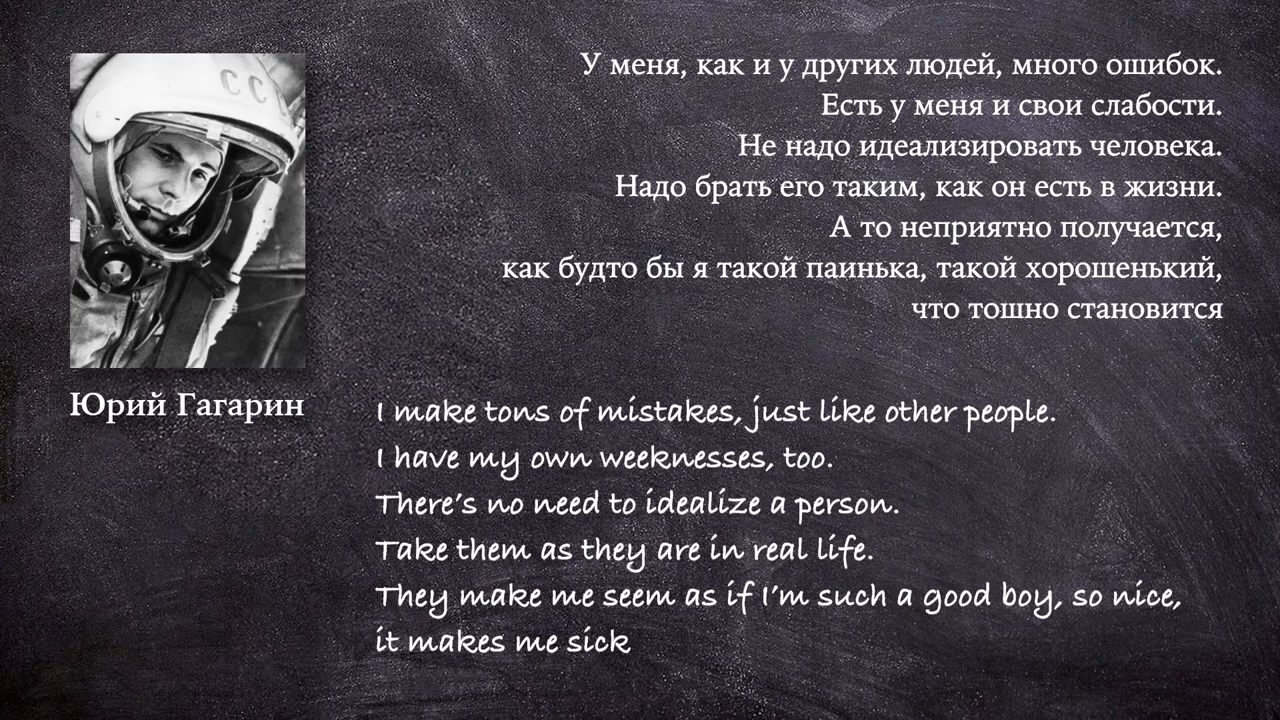 СС
У меня, как и у других людей, много ошибок.
Есть у меня и свои слабости.
Не надо идеализировать человека.
Надо брать его таким, как он есть в жизни.
А то неприятно получается,
как будто бы я такой паинька, такой хорошенький,
что тошно становится
Юрий Гагарин
I make tons of mistakes, just like other people.
I have my own weeknesses, too.
There's no need to idealize a person.
Take them as they are in real life.
They make me seem as if I'm such a good boy, so nice,
it makes me sick